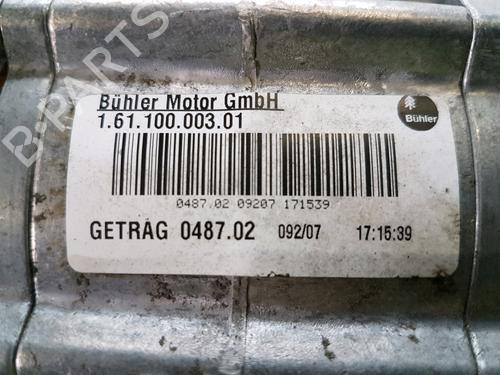 B-PARTS
Bühler Motor GmbH
1.61.100.003.01
Bühler
0487.02 09207 171539
GETRAG 0487.02 092/07 17:15:39